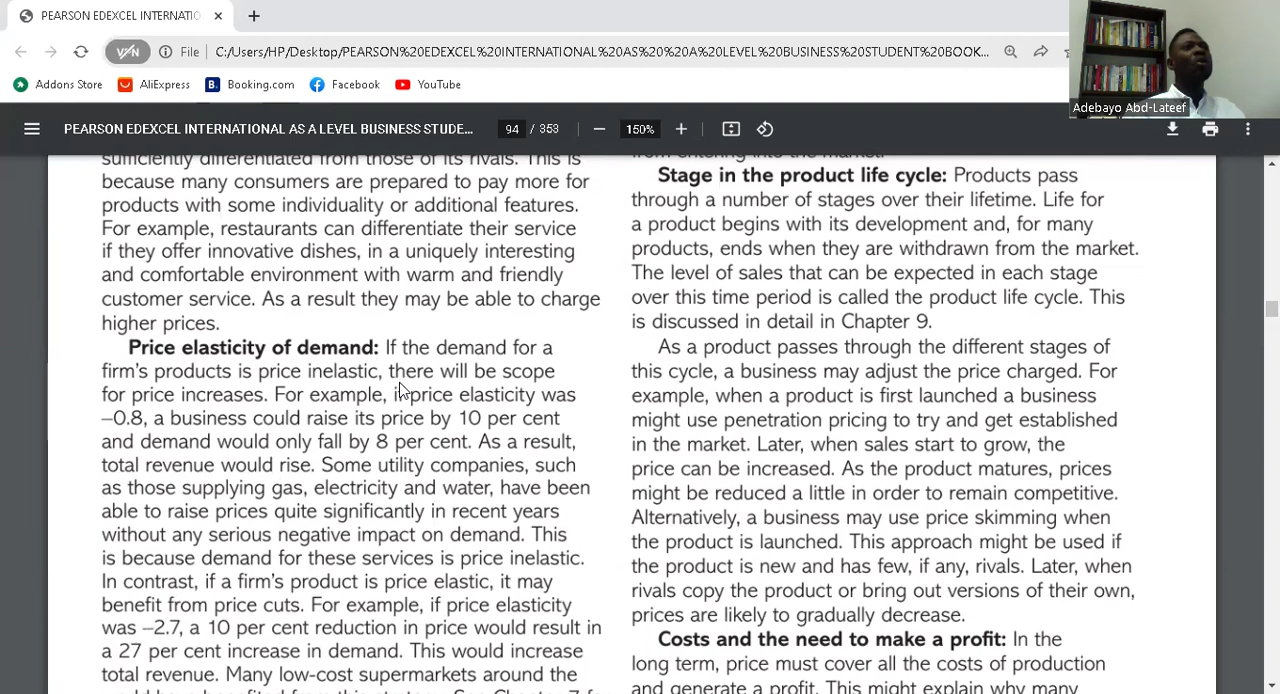 PEARSON EDEXCEL INTERNATIO
File
C:/Users/HP/Desktop/PEARSON%20EDEXCEL%20INTERNATIONAL%20AS%20%20A%20LEVEL%20BUSINESS%20STUDENT%20BOOK...
Addons Store
AliExpress
B. Booking.com
Facebook
YouTube
Adebayo Abd-Lateef
PEARSON EDEXCEL INTERNATIONAL AS A LEVEL BUSINESS STUDE...
94 / 353
150%
sufficiently differentiated from those of its rivals. This is
because many consumers are prepared to pay more for
products with some individuality or additional features.
For example, restaurants can differentiate their service
if they offer innovative dishes, in a uniquely interesting
and comfortable environment with warm and friendly
customer service. As a result they may be able to charge
higher prices.
Price elasticity of demand: If the demand for a
firm's products is price inelastic, there will be scope
for price increases. For example, if price elasticity was
–0.8, a business could raise its price by 10 per cent
and demand would only fall by 8 per cent. As a result,
total revenue would rise. Some utility companies, such
as those supplying gas, electricity and water, have been
able to raise prices quite significantly in recent years
without any serious negative impact on demand. This
is because demand for these services is price inelastic.
In contrast, if a firm's product is price elastic, it may
benefit from price cuts. For example, if price elasticity
was –2.7, a 10 per cent reduction in price would result in
a 27 per cent increase in demand. This would increase
total revenue. Many low-cost supermarkets around the
from entering into the market.
Stage in the product life cycle: Products pass
through a number of stages over their lifetime. Life for
a product begins with its development and, for many
products, ends when they are withdrawn from the market.
The level of sales that can be expected in each stage
over this time period is called the product life cycle. This
is discussed in detail in Chapter 9.
As a product passes through the different stages of
this cycle, a business may adjust the price charged. For
example, when a product is first launched a business
might use penetration pricing to try and get established
in the market. Later, when sales start to grow, the
price can be increased. As the product matures, prices
might be reduced a little in order to remain competitive.
Alternatively, a business may use price skimming when
the product is launched. This approach might be used if
the product is new and has few, if any, rivals. Later, when
rivals copy the product or bring out versions of their own,
prices are likely to gradually decrease.
Costs and the need to make a profit: In the
long term, price must cover all the costs of production
and generate a profit. This might explain why many